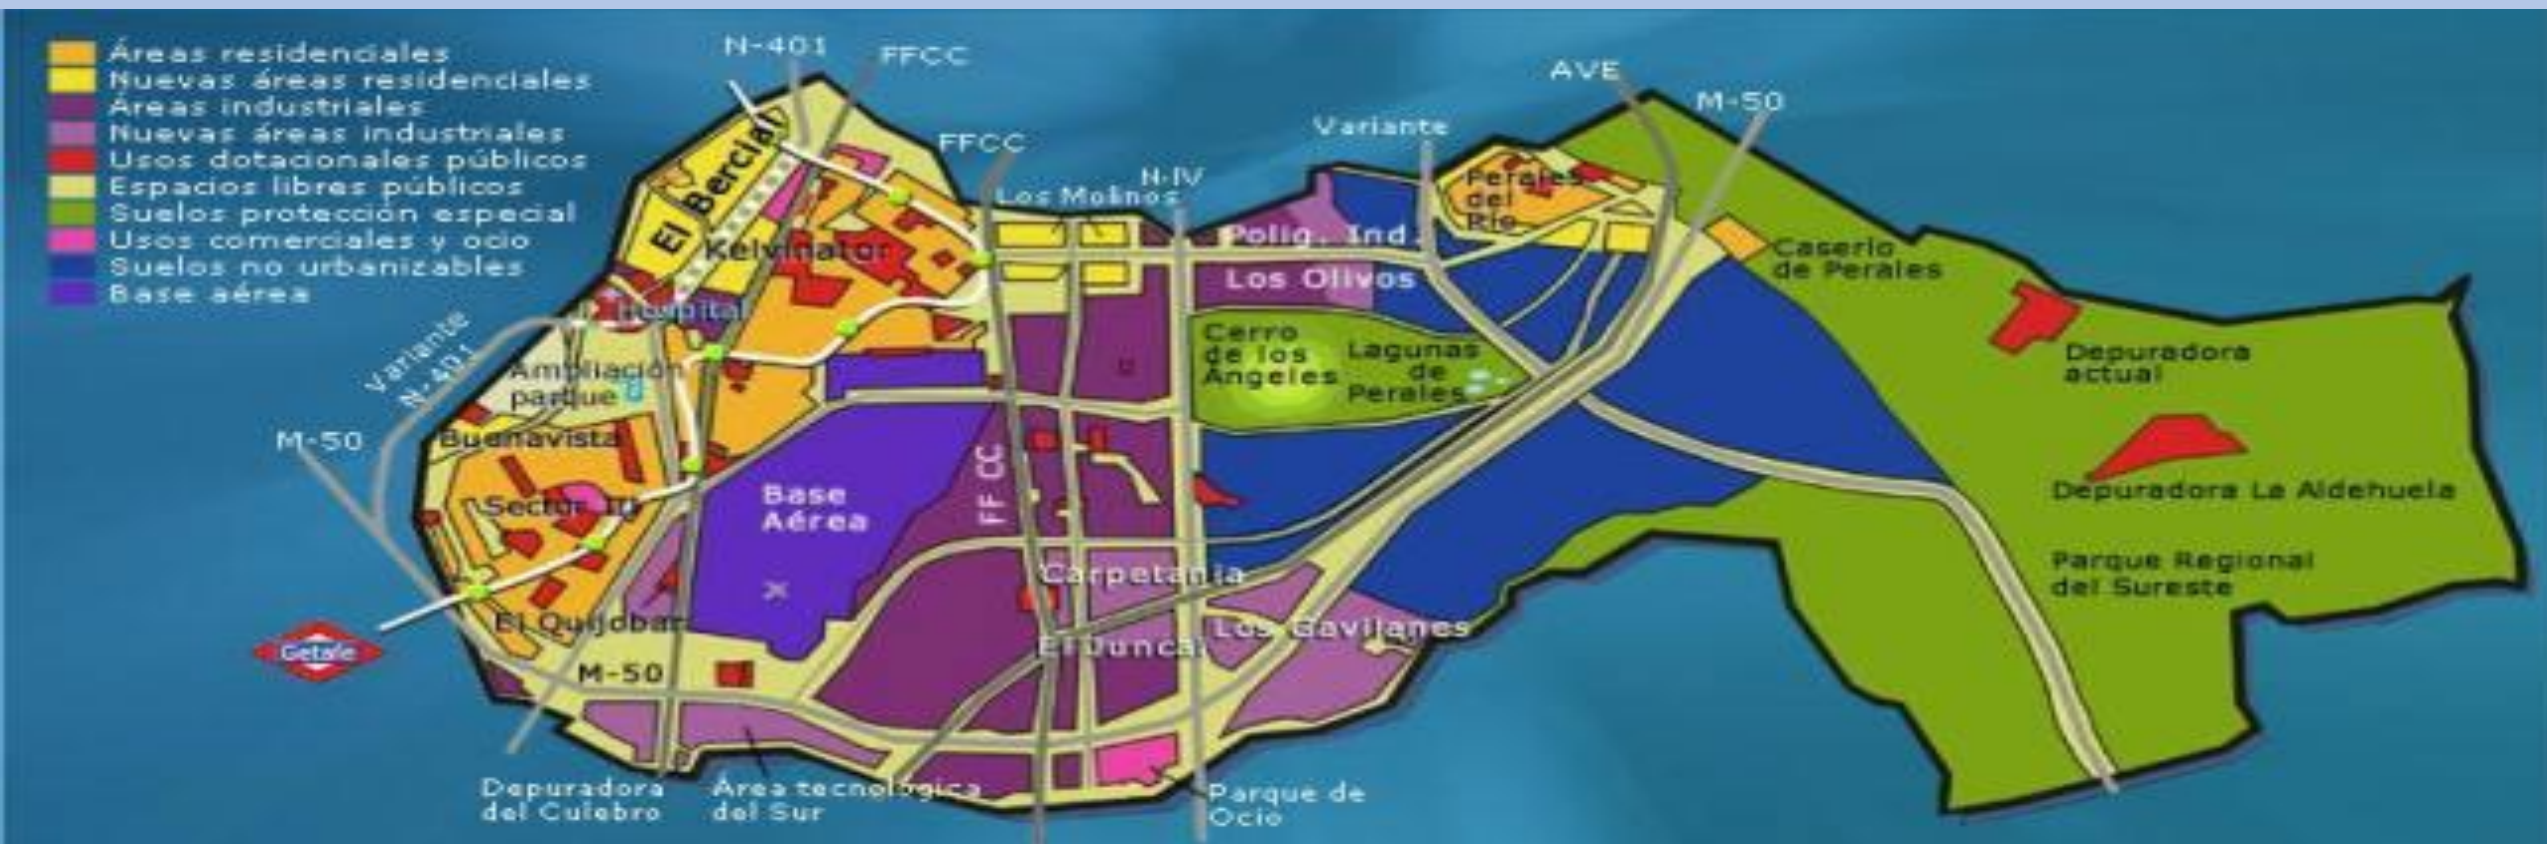 Áreas residenciales
Nuevas áreas residenciales
Áreas industriales
Nuevas áreas industriales
Usos dotacionales públicos
Espacios libres públicos
Suelos protección especial
Usos comerciales y ocio
Suelos no urbanizables
Base aérea
N-401
FFCC
FFCC
Los Molinos
N-IV
Variante
AVE
M-50
El Bercial
Kelvinator
Hospital
Polig. Ind.
Los Olivos
Perales
del
Río
Caserio
de Perales
Variante
N-401
M-50
Ampliación
parque
Buenavista
Sector III
Cerro
de los
Angeles
Lagunas
de
Perales
Depuradora
actual
Depuradora La Aldehuela
Base
Aérea
FF CC
Parque Regional
del Sureste
Carpetania
El Juncal
Los Gavilanes
El Quijobar
Getafe
M-50
Depuradora
del Culebro
Área tecnológica
del Sur
Parque de
Ocio